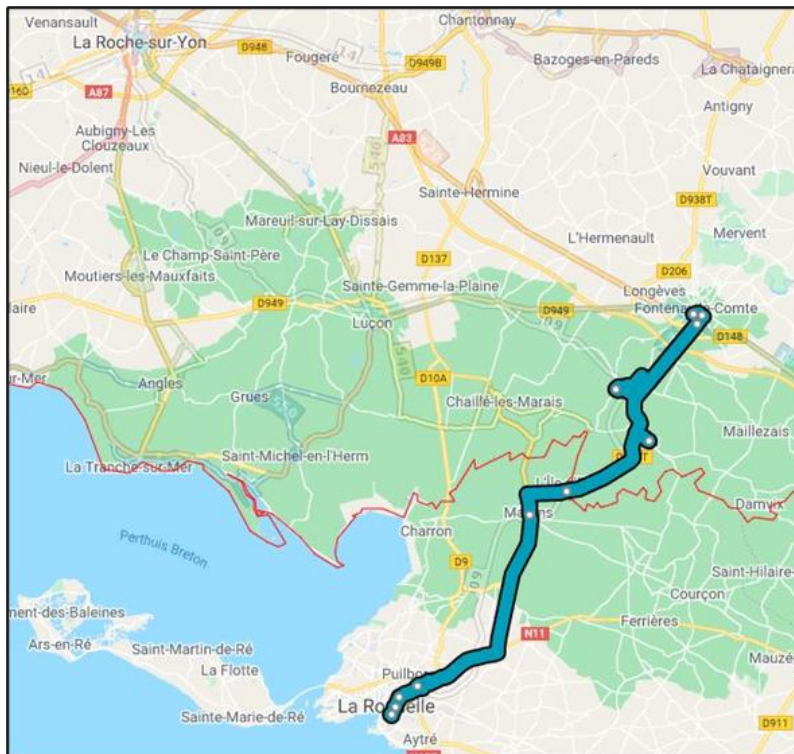 Venansault
La Roche-sur-Yon
D948
Fougeré
Chantonnay
D949B
Bazoges-en-Pareds
La Chataigner
160
A87
Bournezeau
Antigny
Aubigny-Les
Clouzeaux
A83
Nieul-le-Dolent
Vouvant
Sainte-Hermine
D938T
Mareuil-sur-Lay-Dissais
Mervent
L'Hermenault
Le Champ-Saint-Père
D137
D206
Moutiers-les-Mauxfaits
Sainte-Gemme-la-Plaine
Longèves
laire
D949
D949
Luçon
D148
ur-Mer
Angles
D10A
Grues
Chaillé-les-Marais
Maillezais
Saint-Michel-en-l'Herm
La Tranche-sur-Mer
Damvix
Perthuis Breton
Charron
D9
Saint-Hilaire-
Courçon
ment-des-Baleines
Ars-en-Ré
Saint-Martin-de-Ré
N11
Ferrières
La Flotte
Mauzé
Sainte-Marie-de-Ré
Aytré
D911